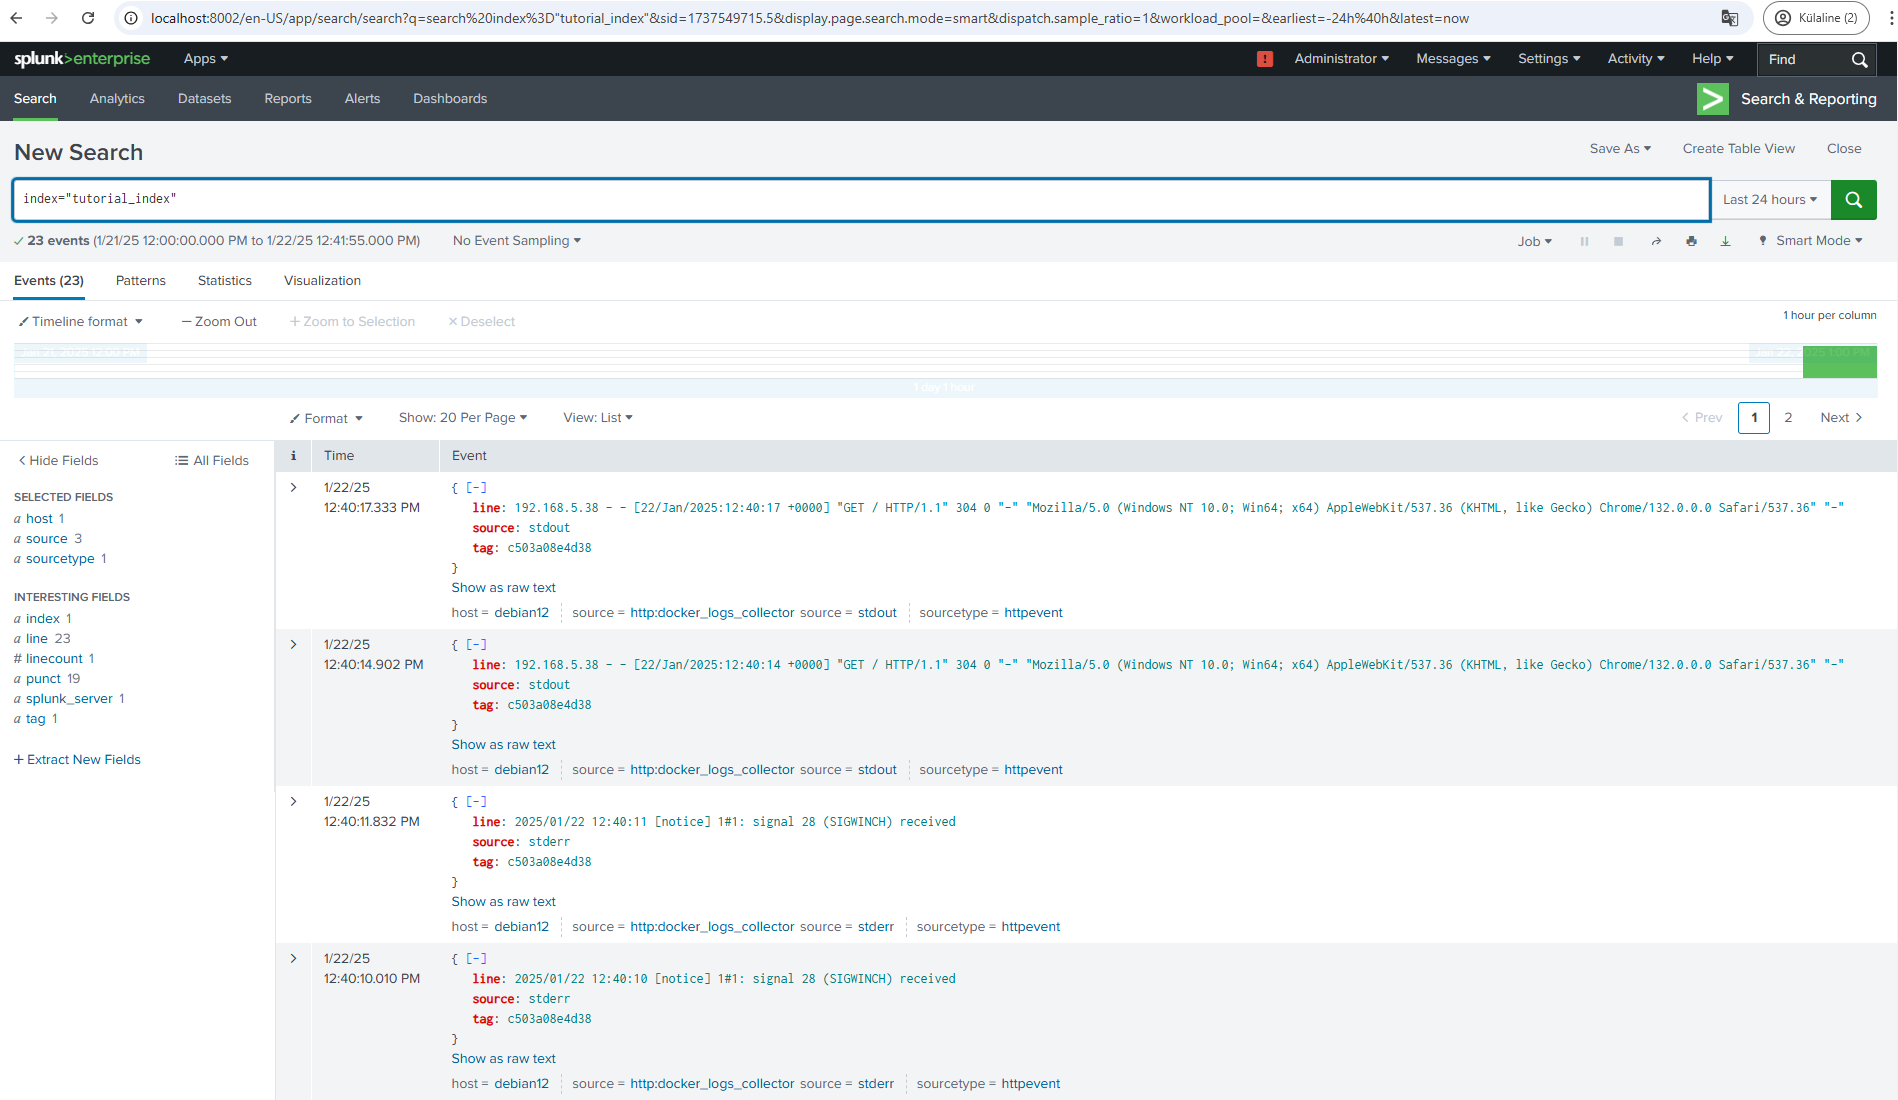 localhost:8002/en-US/app/search/search?q=search%20index%3D"tutorial_index"&sid=1737549715.5&display.page.search.mode=smart&dispatch.sample_ratio=1&workload_pool=&earliest=-24h%40h&latest=now
Külaline (2)
splunk>enterprise Apps
! Administrator Messages Settings Activity Help Find
Search Analytics Datasets Reports Alerts Dashboards
> Search & Reporting
New Search
Save As Create Table View Close
index="tutorial_index"
Last 24 hours
✓ 23 events (1/21/25 12:00:00.000 PM to 1/22/25 12:41:55.000 PM) No Event Sampling
Job Smart Mode
Events (23) Patterns Statistics Visualization
Timeline format — Zoom Out + Zoom to Selection × Deselect
1 hour per column
Jan 21, 2025 12:00 PM
Jan 22, 2025 1:00 PM
1 day 1 hour
Format Show: 20 Per Page View: List
< Prev 1 2 Next >
< Hide Fields All Fields
SELECTED FIELDS
a host 1
a source 3
a sourcetype 1
INTERESTING FIELDS
a index 1
a line 23
# linecount 1
a punct 19
a splunk_server 1
a tag 1
+ Extract New Fields
i Time Event
> 1/22/25
12:40:17.333 PM
{ [-]
line: 192.168.5.38 - - [22/Jan/2025:12:40:17 +0000] "GET / HTTP/1.1" 304 0 "-" "Mozilla/5.0 (Windows NT 10.0; Win64; x64) AppleWebKit/537.36 (KHTML, like Gecko) Chrome/132.0.0.0 Safari/537.36" "-"
source: stdout
tag: c503a08e4d38
}
Show as raw text
host = debian12 source = http:docker_logs_collector source = stdout sourcetype = httpevent
> 1/22/25
12:40:14.902 PM
{ [-]
line: 192.168.5.38 - - [22/Jan/2025:12:40:14 +0000] "GET / HTTP/1.1" 304 0 "-" "Mozilla/5.0 (Windows NT 10.0; Win64; x64) AppleWebKit/537.36 (KHTML, like Gecko) Chrome/132.0.0.0 Safari/537.36" "-"
source: stdout
tag: c503a08e4d38
}
Show as raw text
host = debian12 source = http:docker_logs_collector source = stdout sourcetype = httpevent
> 1/22/25
12:40:11.832 PM
{ [-]
line: 2025/01/22 12:40:11 [notice] 1#1: signal 28 (SIGWINCH) received
source: stderr
tag: c503a08e4d38
}
Show as raw text
host = debian12 source = http:docker_logs_collector source = stderr sourcetype = httpevent
> 1/22/25
12:40:10.010 PM
{ [-]
line: 2025/01/22 12:40:10 [notice] 1#1: signal 28 (SIGWINCH) received
source: stderr
tag: c503a08e4d38
}
Show as raw text
host = debian12 source = http:docker_logs_collector source = stderr sourcetype = httpevent